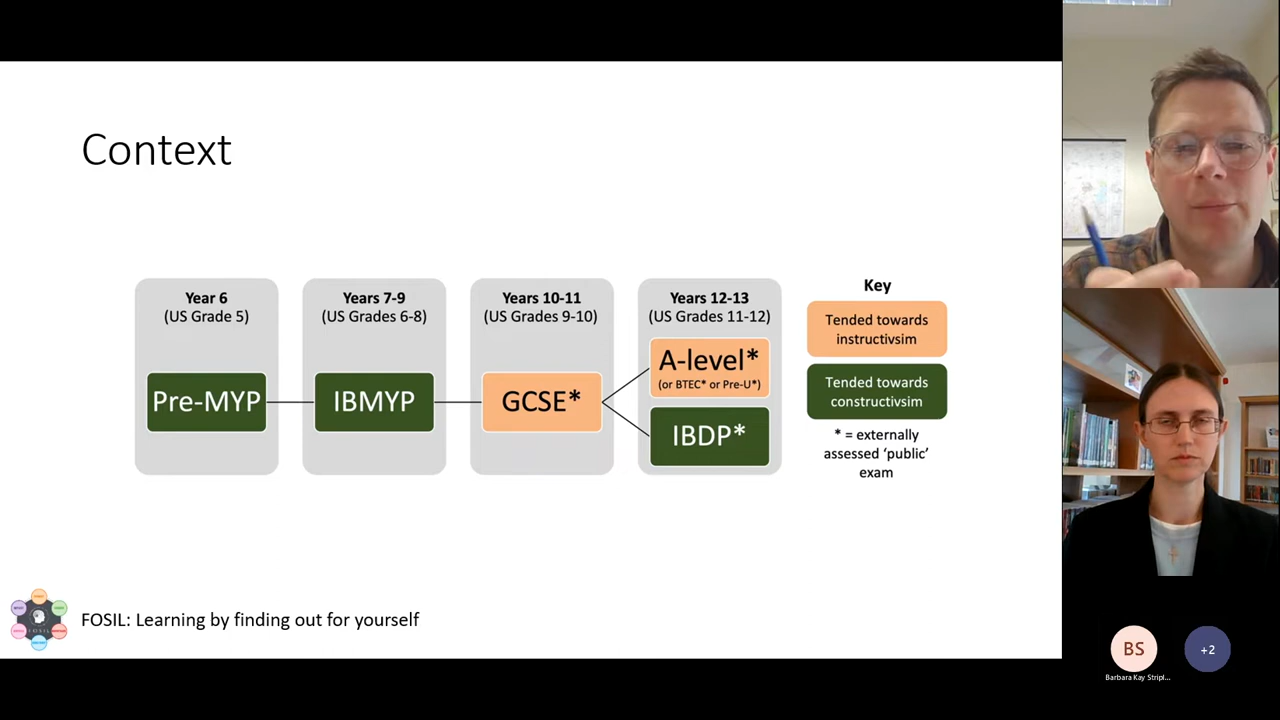 Context
Year 6
(US Grade 5)
Pre-MYP
Years 7-9
(US Grades 6-8)
IBMYP
Years 10-11
(US Grades 9-10)
GCSE*
Years 12-13
(US Grades 11-12)
A-level*
(or BTEC* or Pre-U*)
IBDP*
Key
Tended towards
instructivsim
Tended towards
constructivsim
* = externally
assessed ‘public’
exam
FOSIL: Learning by finding out for yourself
BS
Barbara Kay Stripl...
+2